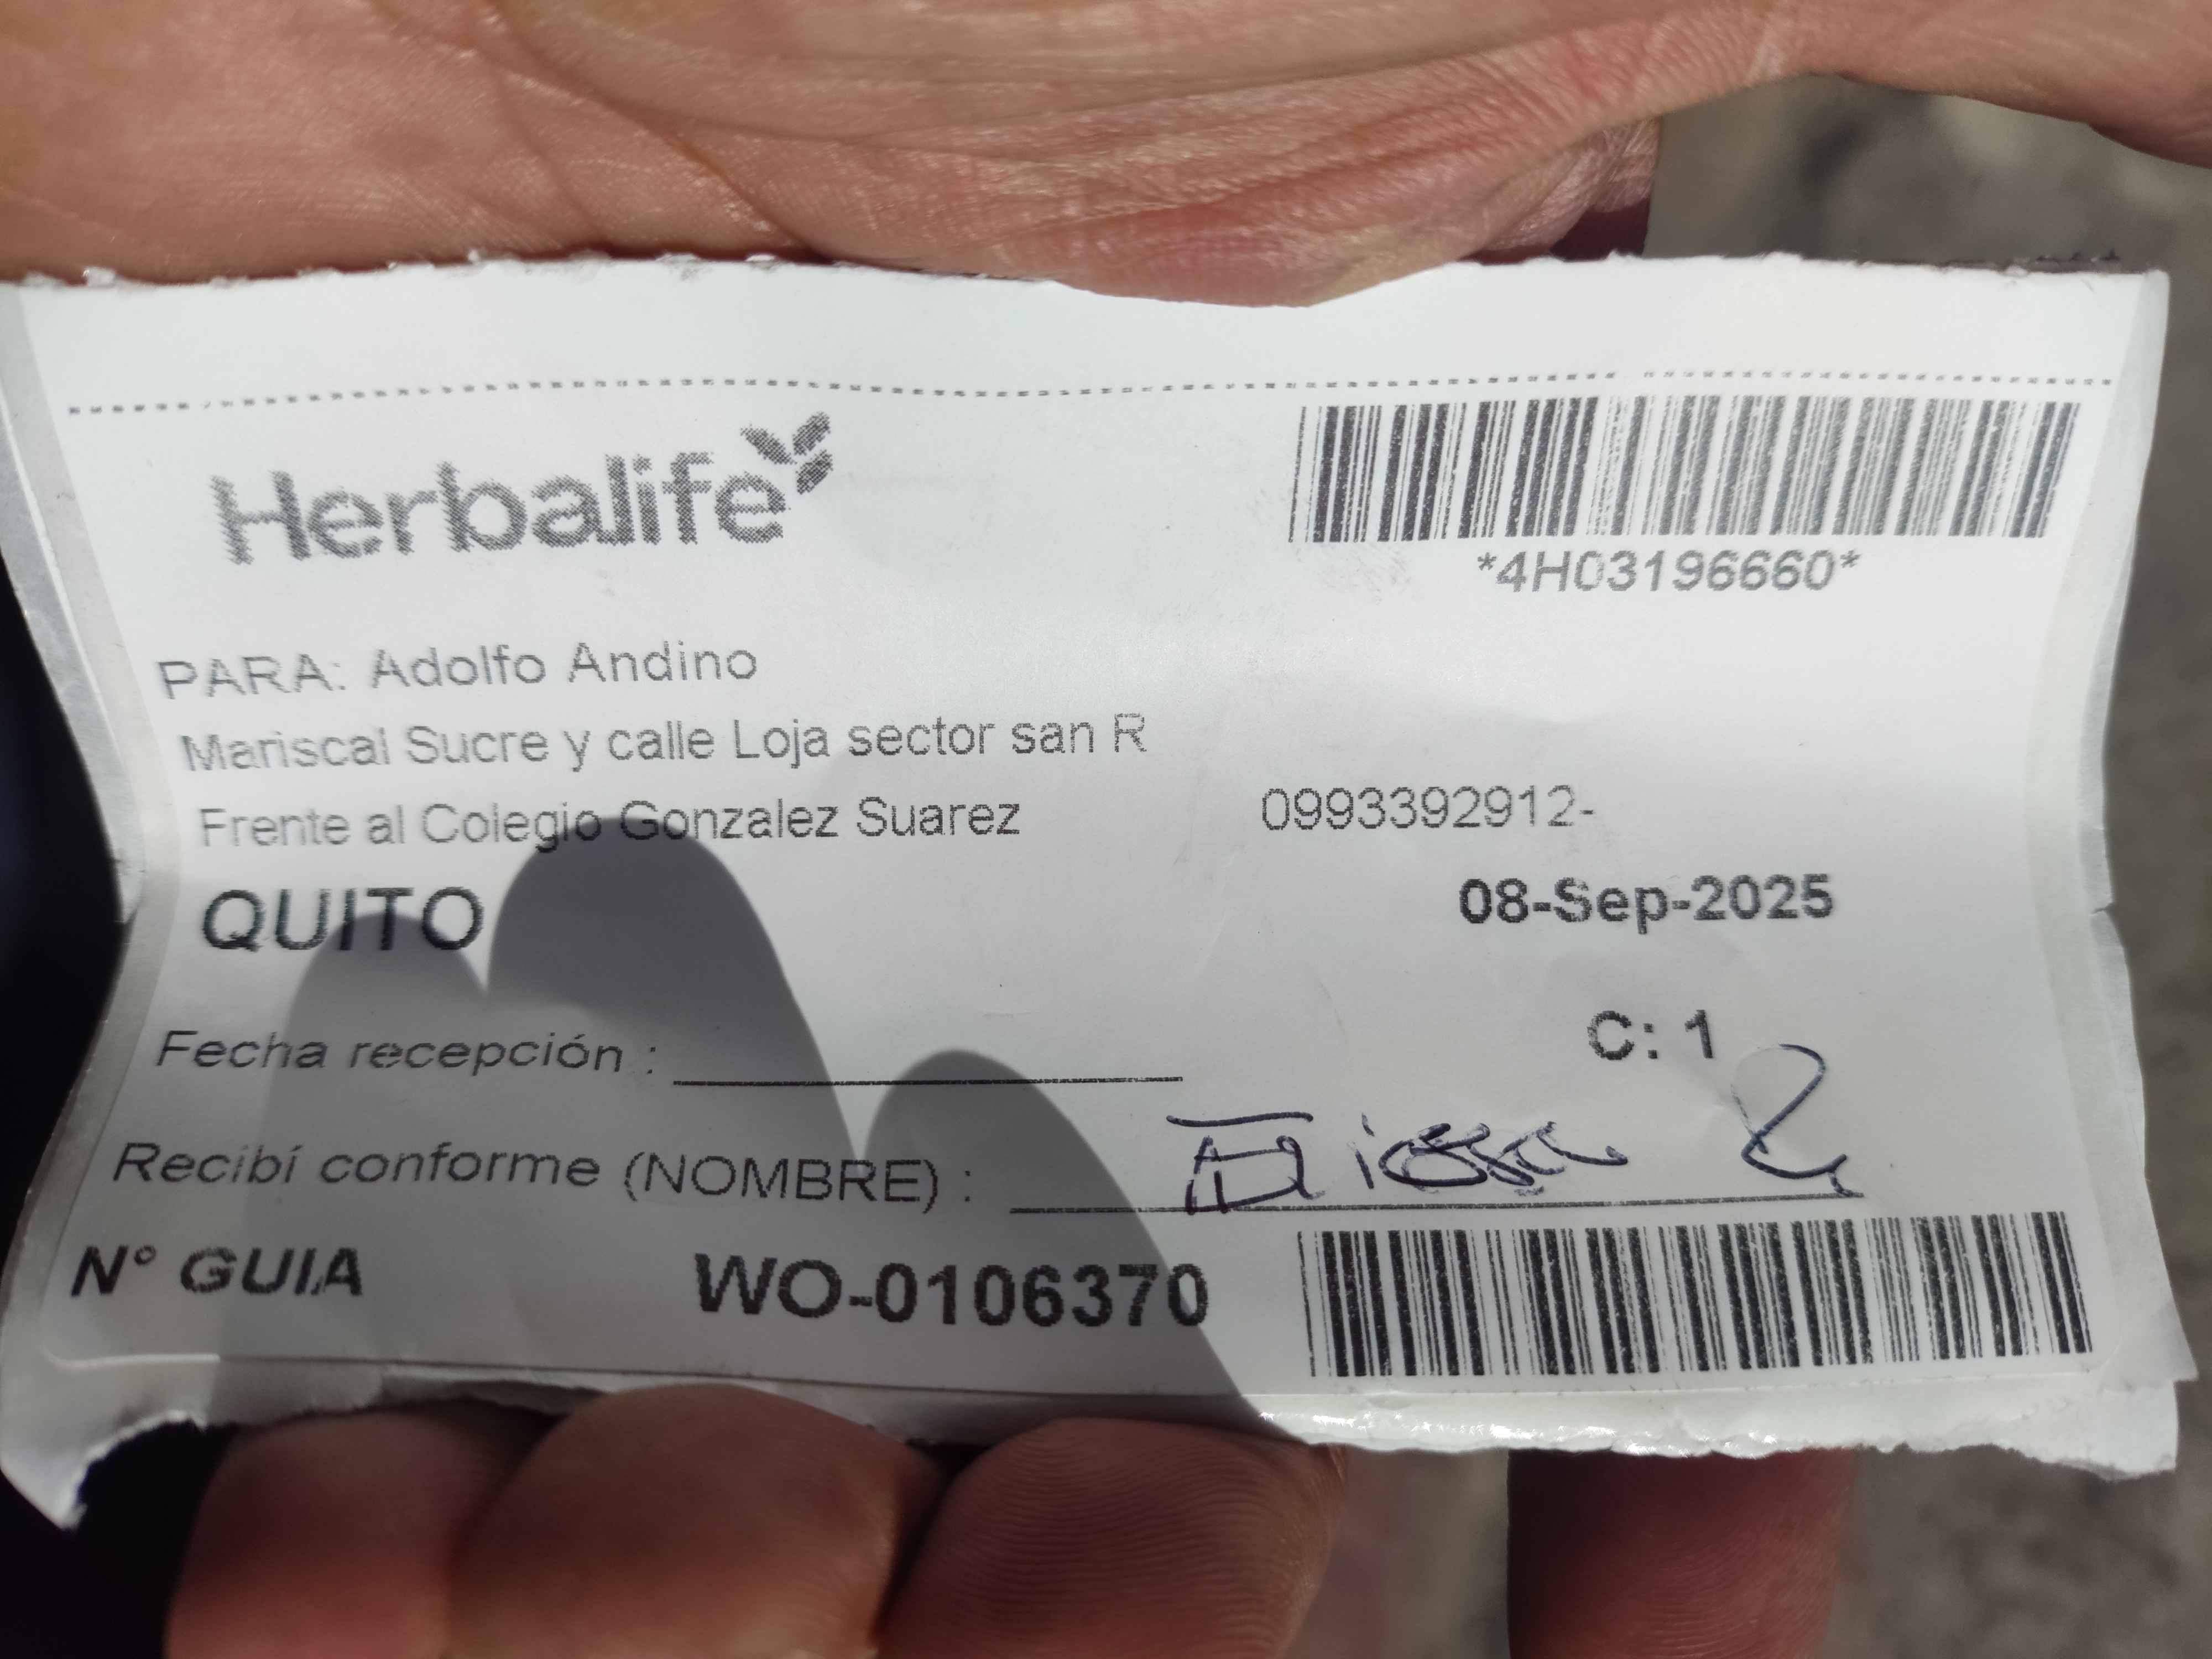 Herbalife
*4H03196660*
PARA: Adolfo Andino
Mariscal Sucre y calle Loja sector san R
Frente al Colegio Gonzalez Suarez 0993392912-
QUITO 08-Sep-2025
C: 1
Fecha recepción :
Recibí conforme (NOMBRE) :
N° GUIA WO-0106370